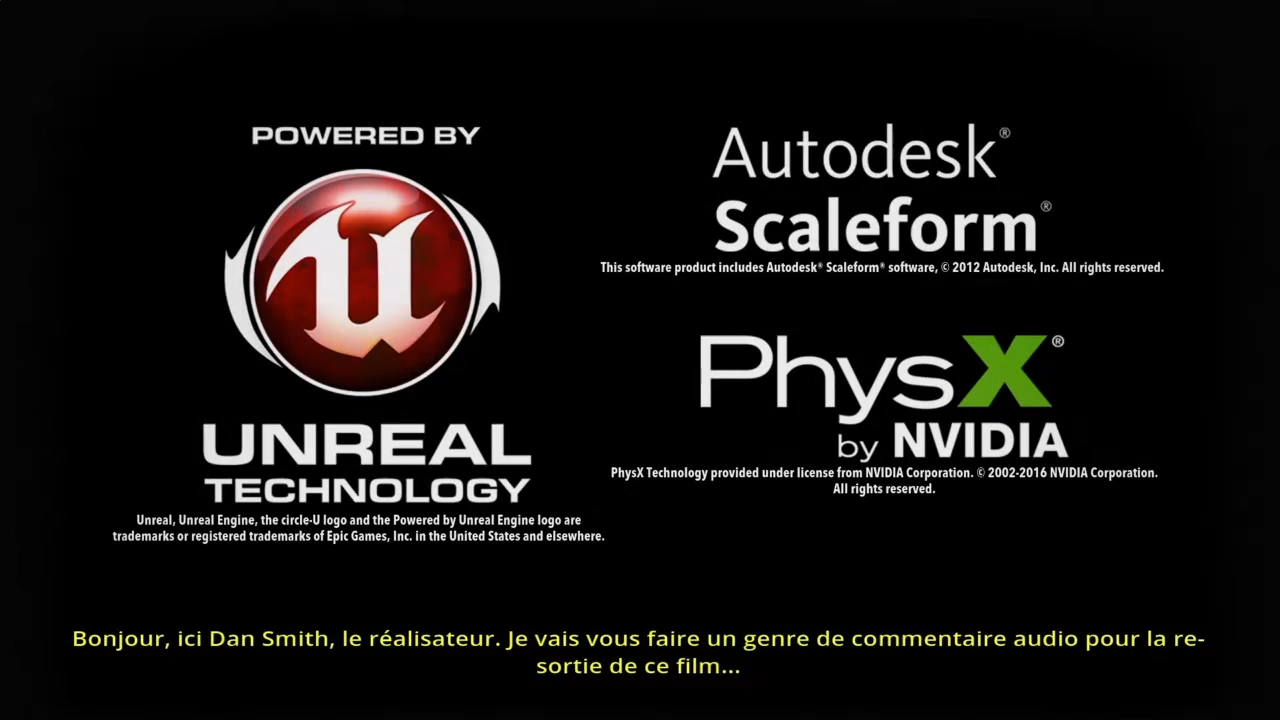 POWERED BY
UNREAL
TECHNOLOGY
Unreal, Unreal Engine, the circle-U logo and the Powered by Unreal Engine logo are
trademarks or registered trademarks of Epic Games, Inc. in the United States and elsewhere.
Autodesk®
Scaleform®
This software product includes Autodesk® Scaleform® software, © 2012 Autodesk, Inc. All rights reserved.
PhysX®
by NVIDIA
PhysX Technology provided under license from NVIDIA Corporation. © 2002-2016 NVIDIA Corporation.
All rights reserved.
Bonjour, ici Dan Smith, le réalisateur. Je vais vous faire un genre de commentaire audio pour la re-
sortie de ce film...